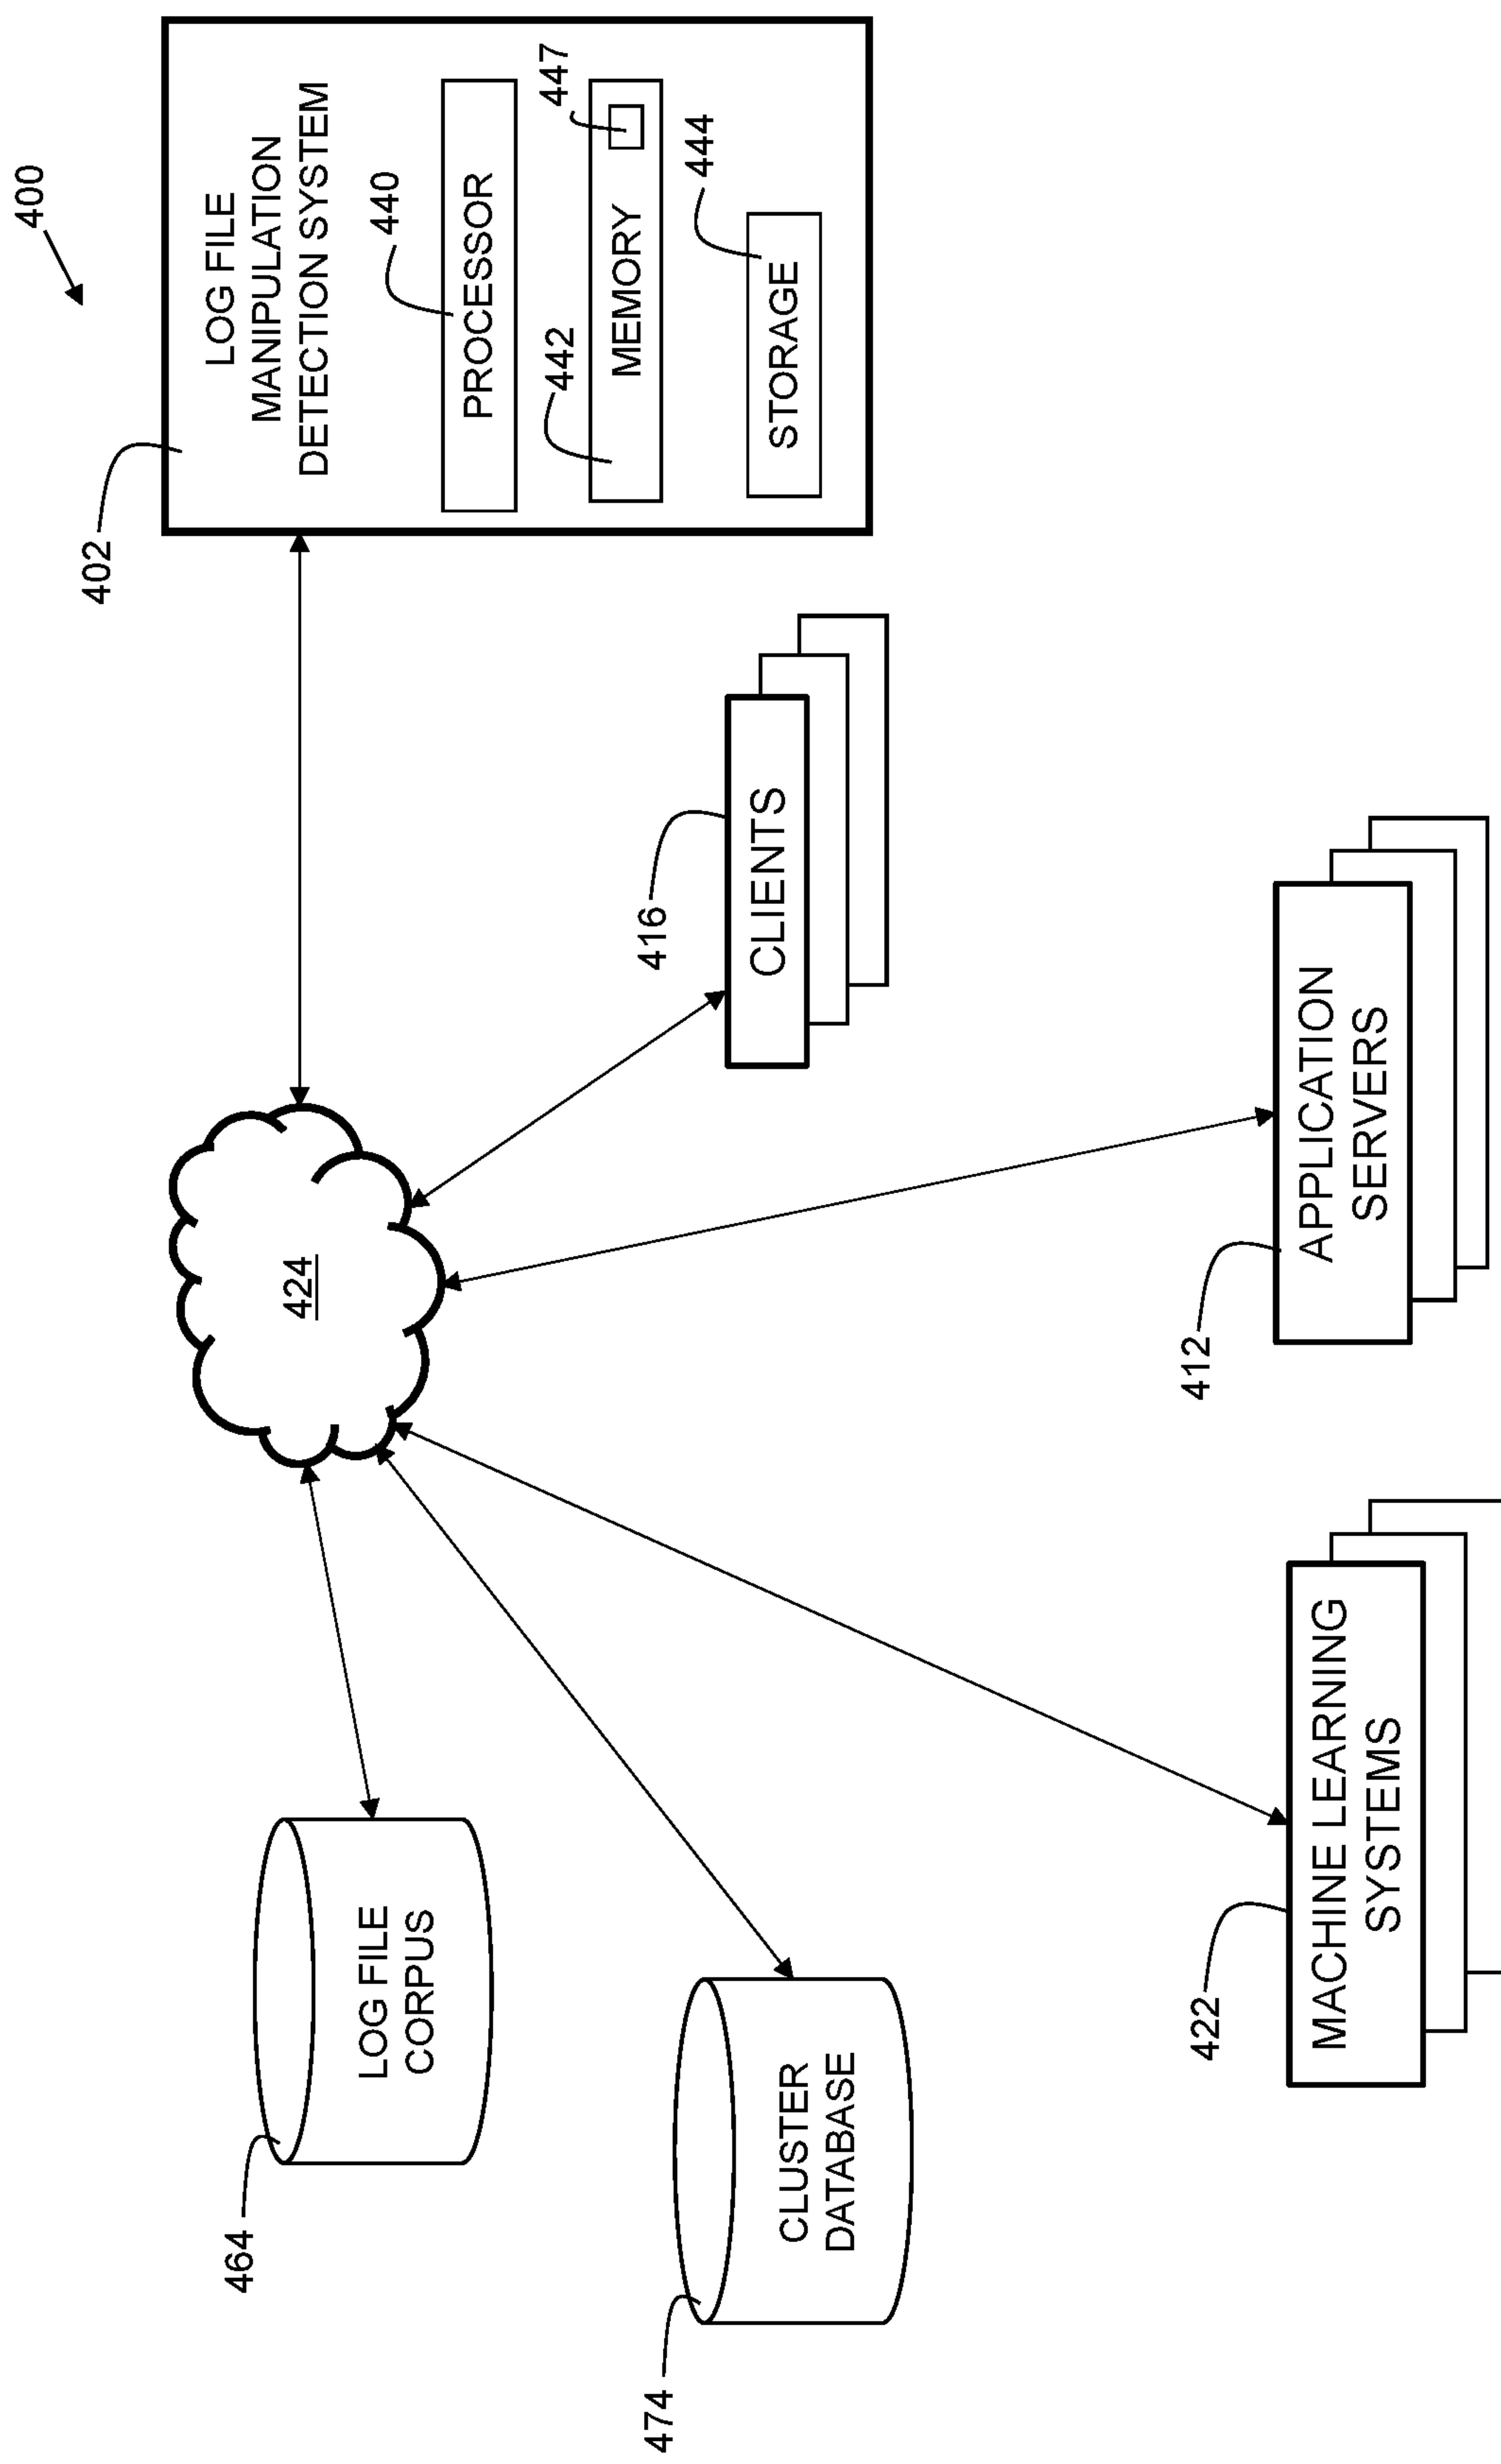 400
402
LOG FILE
MANIPULATION
DETECTION SYSTEM
440
PROCESSOR
442
MEMORY
447
444
STORAGE
424
464
LOG FILE
CORPUS
416
CLIENTS
474
CLUSTER
DATABASE
412
APPLICATION
SERVERS
422
MACHINE LEARNING
SYSTEMS